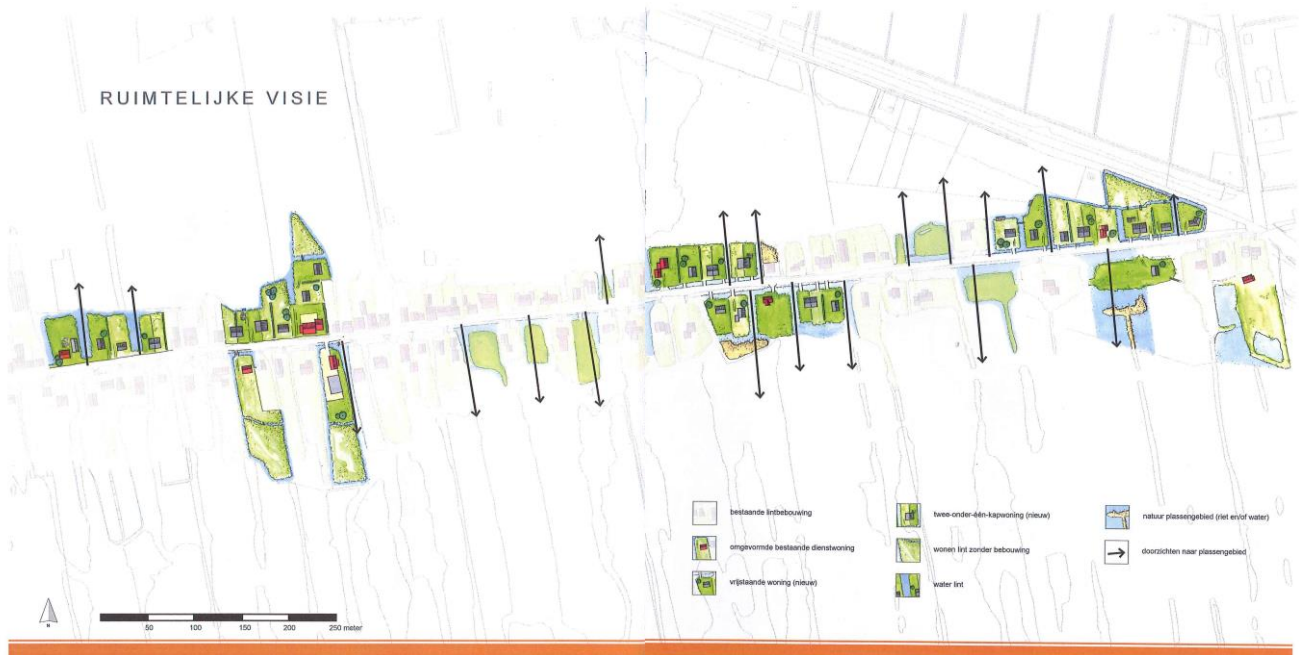 RUIMTELIJKE VISIE
bestaande lintbebouwing
omgevormde bestaande dienstwoning
vrijstaande woning (nieuw)
twee-onder-één-kapwoning (nieuw)
wonen lint zonder bebouwing
water lint
natuur plassengebied (riet en/of water)
doorzichten naar plassengebied
N
50 100 150 200 250 meter